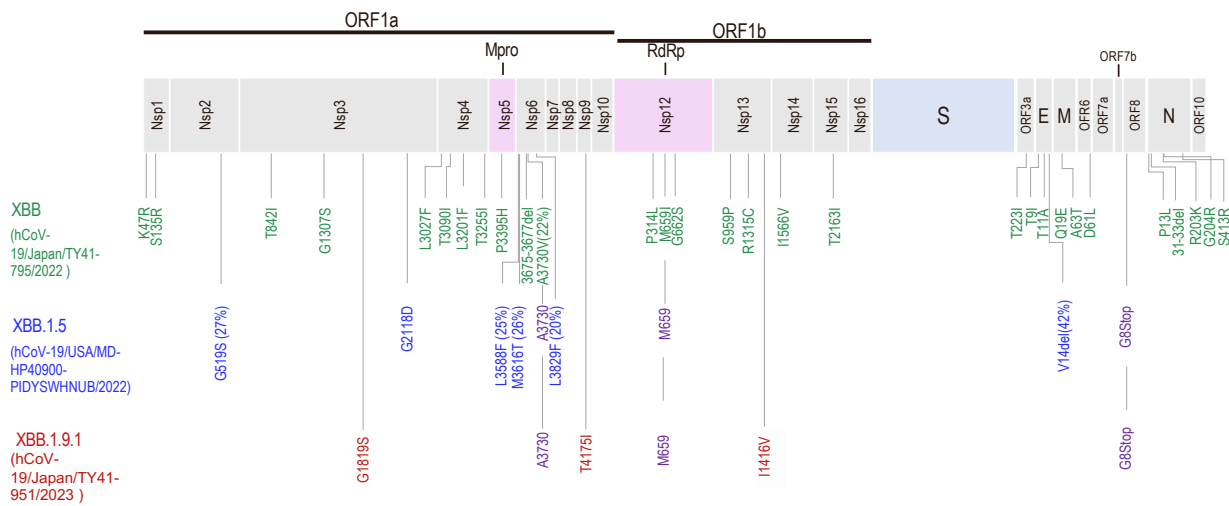 ORF1a
ORF1b
Mpro
RdRp
ORF7b
Nsp1
Nsp2
Nsp3
Nsp4
Nsp5
Nsp6
Nsp7
Nsp8
Nsp9
Nsp10
Nsp12
Nsp13
Nsp14
Nsp15
Nsp16
S
ORF3a
E
M
OFR6
ORF7a
ORF8
N
ORF10
XBB
(hCoV-
19/Japan/TY41-
795/2022 )
K47R
S135R
T842I
G1307S
L3027F
T3090I
L3201F
T3255I
P3395H
3675-3677del
A3730V(22%)
P314L
M659I
G662S
S959P
R1315C
I1566V
T2163I
T223I
T9I
T11A
Q19E
A63T
D61L
P13L
31-33del
R203K
G204R
S413R
XBB.1.5
(hCoV-19/USA/MD-
HP40900-
PIDYSWHNUB/2022)
G519S (27%)
G2118D
L3588F (25%)
M3616T (26%)
A3730
L3829F (20%)
M659
V14del(42%)
G8Stop
XBB.1.9.1
(hCoV-
19/Japan/TY41-
951/2023 )
G1819S
A3730
T4175I
M659
I1416V
G8Stop